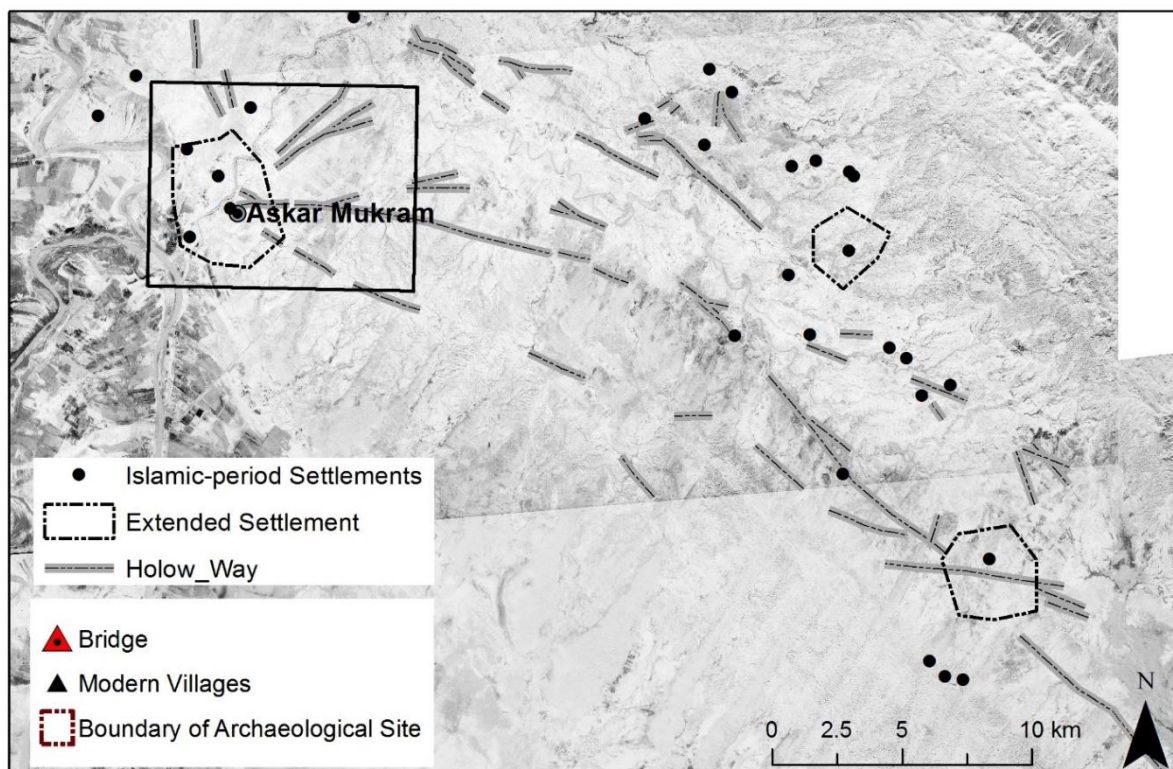 Askar Mukram
Islamic-period Settlements
Extended Settlement
Holow_Way
Bridge
Modern Villages
Boundary of Archaeological Site
0 2.5 5 10 km
N